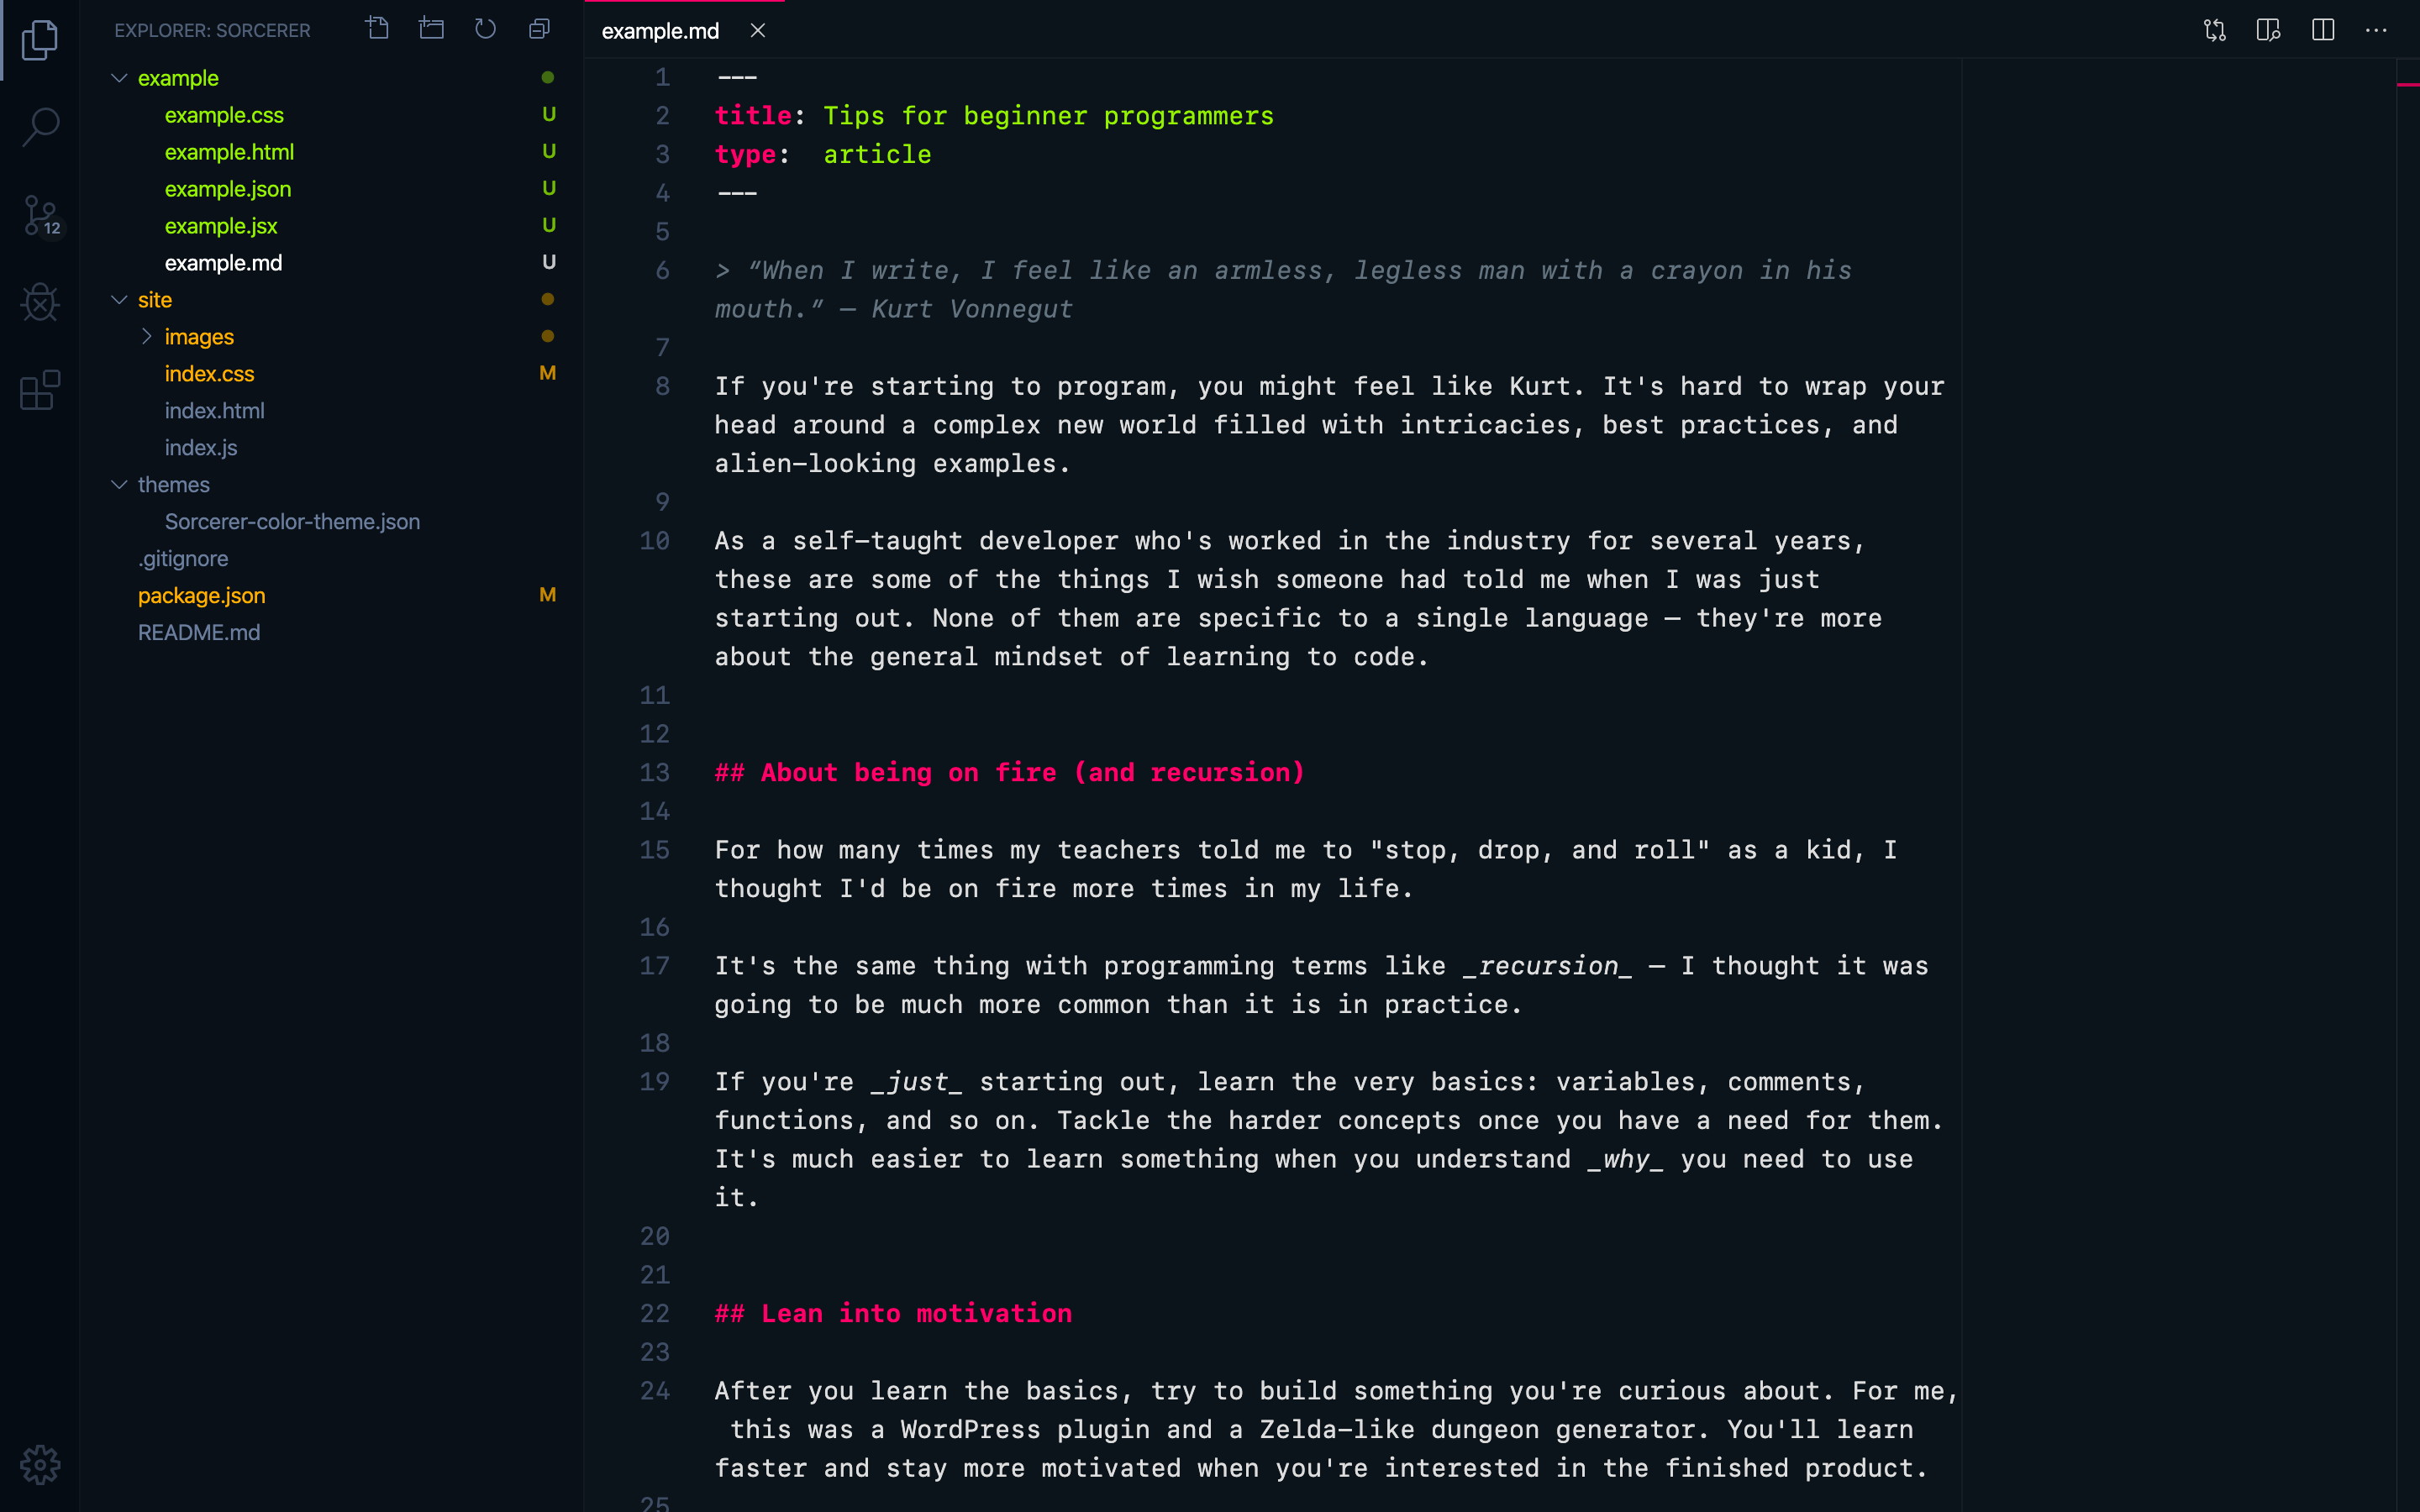 EXPLORER: SORCERER
example
example.css U
example.html U
example.json U
example.jsx U
example.md U
site
images
index.css M
index.html
index.js
themes
Sorcerer-color-theme.json
.gitignore
package.json M
README.md
12
example.md
1 ---
2 title: Tips for beginner programmers
3 type:  article
4 ---
5
6 > “When I write, I feel like an armless, legless man with a crayon in his
mouth.” — Kurt Vonnegut
7
8 If you're starting to program, you might feel like Kurt. It's hard to wrap your
head around a complex new world filled with intricacies, best practices, and
alien-looking examples.
9
10 As a self-taught developer who's worked in the industry for several years,
these are some of the things I wish someone had told me when I was just
starting out. None of them are specific to a single language — they're more
about the general mindset of learning to code.
11
12
13 ## About being on fire (and recursion)
14
15 For how many times my teachers told me to "stop, drop, and roll" as a kid, I
thought I'd be on fire more times in my life.
16
17 It's the same thing with programming terms like _recursion_ — I thought it was
going to be much more common than it is in practice.
18
19 If you're _just_ starting out, learn the very basics: variables, comments,
functions, and so on. Tackle the harder concepts once you have a need for them.
It's much easier to learn something when you understand _why_ you need to use
it.
20
21
22 ## Lean into motivation
23
24 After you learn the basics, try to build something you're curious about. For me,
this was a WordPress plugin and a Zelda-like dungeon generator. You'll learn
faster and stay more motivated when you're interested in the finished product.
25